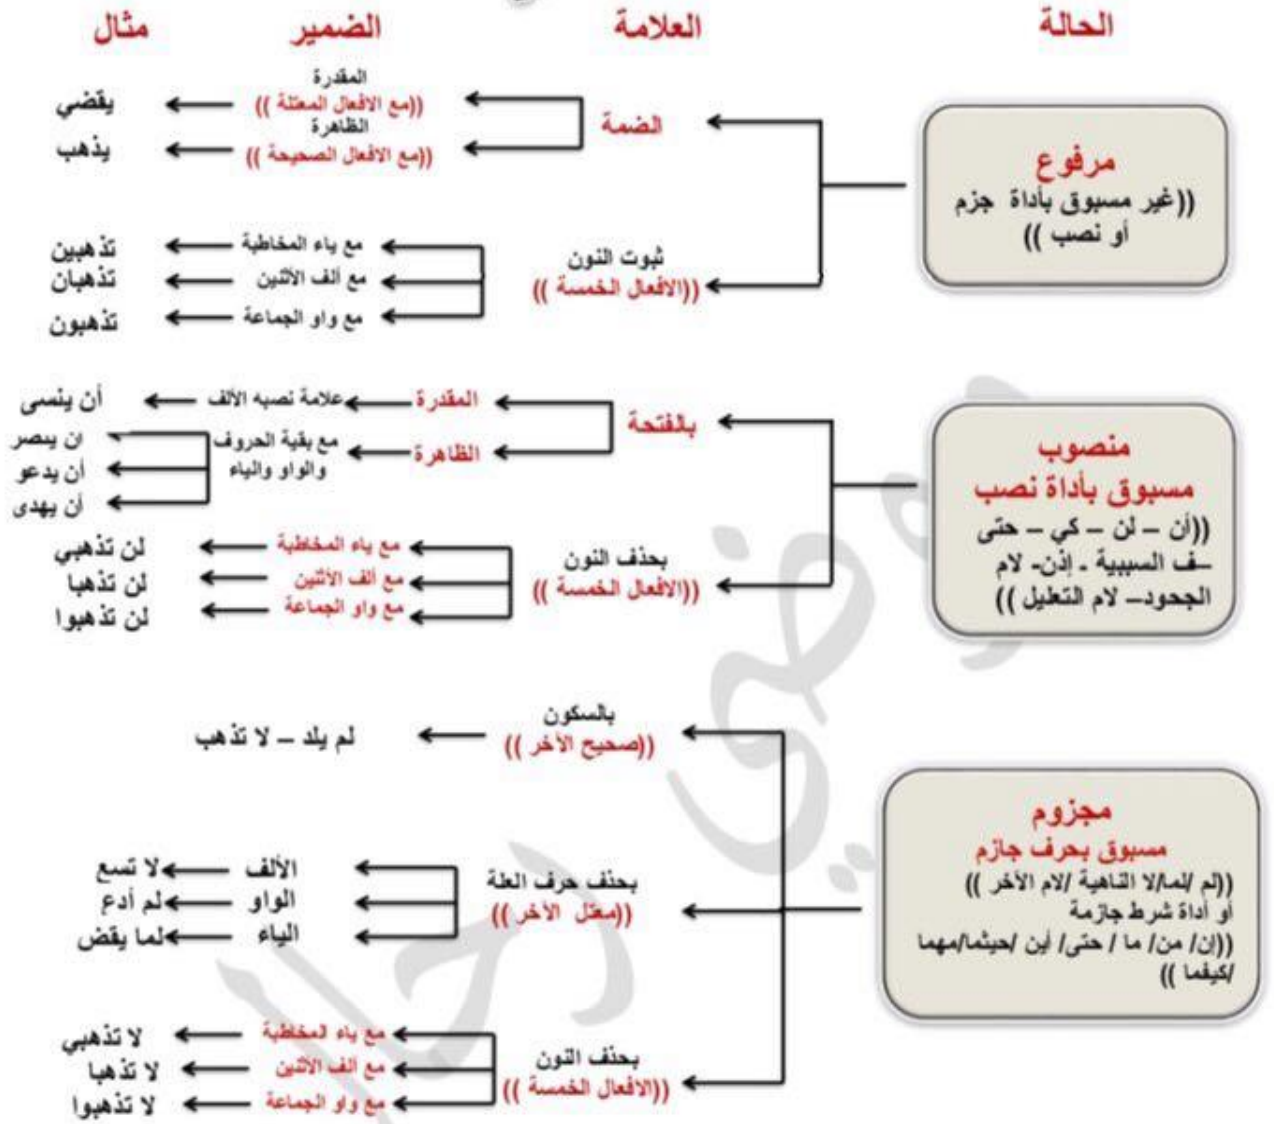 الحالة العلامة الضمير مثال
مرفوع
((غير مسبوق بأداة جزم
أو نصب ))
الضمة
المقدرة
((مع الافعال المعتلة ))
يقضي
الظاهرة
((مع الافعال الصحيحة ))
يذهب
ثبوت النون
((الافعال الخمسة ))
مع ياء المخاطبة تذهبين
مع ألف الأثنين تذهبان
مع واو الجماعة تذهبون
منصوب
مسبوق بأداة نصب
((أن – لن – كي – حتى
–ف السببية ـ إذن- لام
الجحود– لام التعليل ))
بالفتحة
المقدرة علامة نصبه الألف أن ينسى
الظاهرة
مع بقية الحروف
والواو والياء
ان ينصر
أن يدعو
أن يهدى
بحذف النون
((الافعال الخمسة ))
مع ياء المخاطبة لن تذهبي
مع ألف الأثنين لن تذهبا
مع واو الجماعة لن تذهبوا
مجزوم
مسبوق بحرف جازم
((لم /لما/لا الناهية /لام الأخر ))
أو أداة شرط جازمة
((إن/ من/ ما / حتى/ أين /حيثما/مهما
/كيفما ))
بالسكون
((صحيح الأخر ))
لم يلد – لا تذهب
بحذف حرف العلة
((معتل الأخر ))
الألف لا تسع
الواو لم أدع
الياء لما يقض
بحذف النون
((الافعال الخمسة ))
مع ياء المخاطبة لا تذهبي
مع ألف الأثنين لا تذهبا
مع واو الجماعة لا تذهبوا